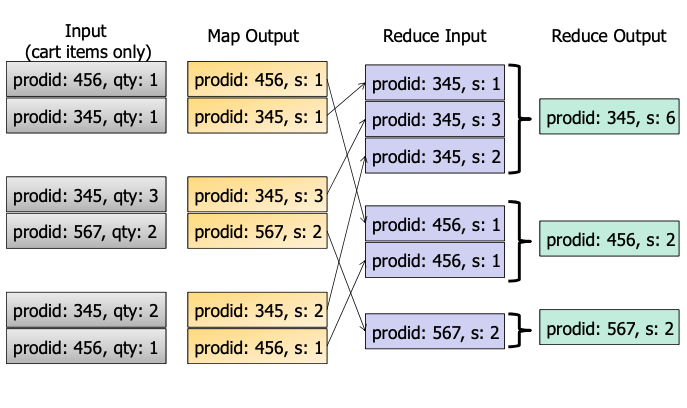 Input
(cart items only)
Map Output
Reduce Input
Reduce Output
prodid: 456, qty: 1
prodid: 345, qty: 1
prodid: 345, qty: 3
prodid: 567, qty: 2
prodid: 345, qty: 2
prodid: 456, qty: 1
prodid: 456, s: 1
prodid: 345, s: 1
prodid: 345, s: 3
prodid: 567, s: 2
prodid: 345, s: 2
prodid: 456, s: 1
prodid: 345, s: 1
prodid: 345, s: 3
prodid: 345, s: 2
prodid: 456, s: 1
prodid: 456, s: 1
prodid: 567, s: 2
prodid: 345, s: 6
prodid: 456, s: 2
prodid: 567, s: 2